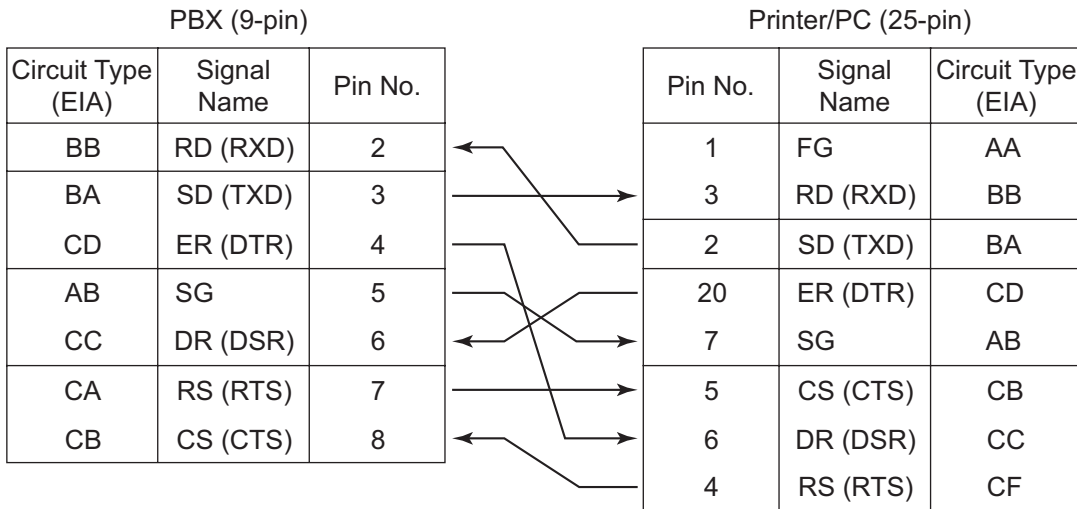 PBX (9-pin)
Printer/PC (25-pin)
Circuit Type (EIA) Signal Name Pin No.
BB RD (RXD) 2
BA SD (TXD) 3
CD ER (DTR) 4
AB SG 5
CC DR (DSR) 6
CA RS (RTS) 7
CB CS (CTS) 8
Pin No. Signal Name Circuit Type (EIA)
1 FG AA
3 RD (RXD) BB
2 SD (TXD) BA
20 ER (DTR) CD
7 SG AB
5 CS (CTS) CB
6 DR (DSR) CC
4 RS (RTS) CF